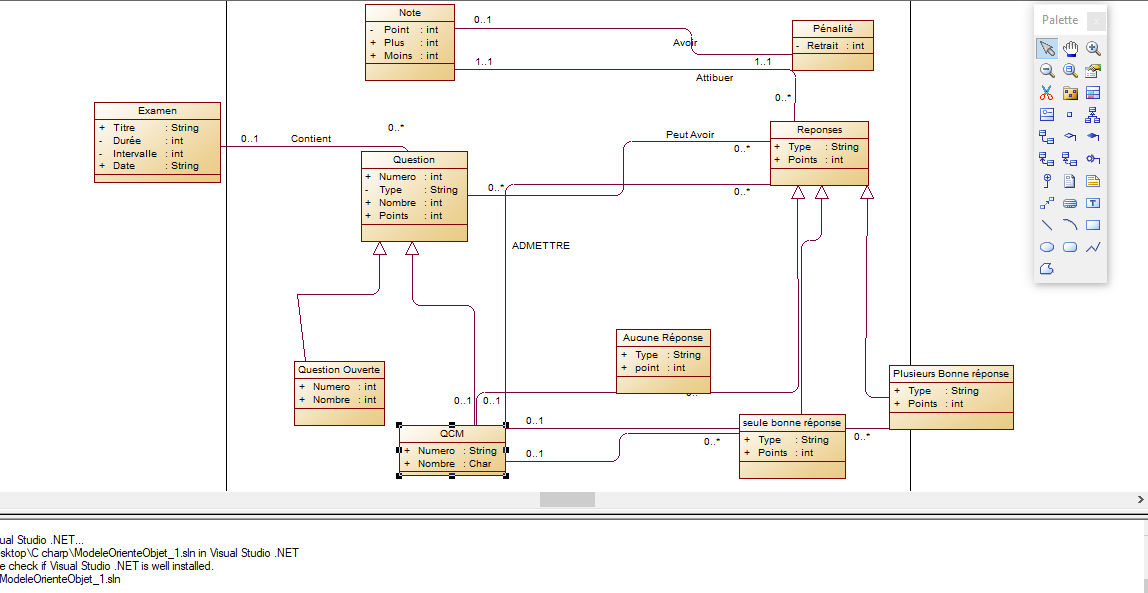 Note
- Point : int
+ Plus : int
+ Moins : int
0..1
Avoir
Pénalité
- Retrait : int
1..1
1..1
Attibuer
0..*
Palette
Examen
+ Titre : String
- Durée : int
- Intervalle : int
+ Date : String
0..1
Contient
0..*
Question
+ Numero : int
- Type : String
+ Nombre : int
+ Points : int
Peut Avoir
0..*
Reponses
+ Type : String
+ Points : int
0..*
0..*
ADMETTRE
Question Ouverte
+ Numero : int
+ Nombre : int
Aucune Réponse
+ Type : String
+ point : int
Plusieurs Bonne réponse
+ Type : String
+ Points : int
0..1
0..1
0..1
QCM
+ Numero : String
+ Nombre : Char
0..1
0..*
seule bonne réponse
+ Type : String
+ Points : int
0..*
ual Studio .NET...
sktop\C charp\ModeleOrienteObjet_1.sln in Visual Studio .NET
e check if Visual Studio .NET is well installed.
ModeleOrienteObjet_1.sln